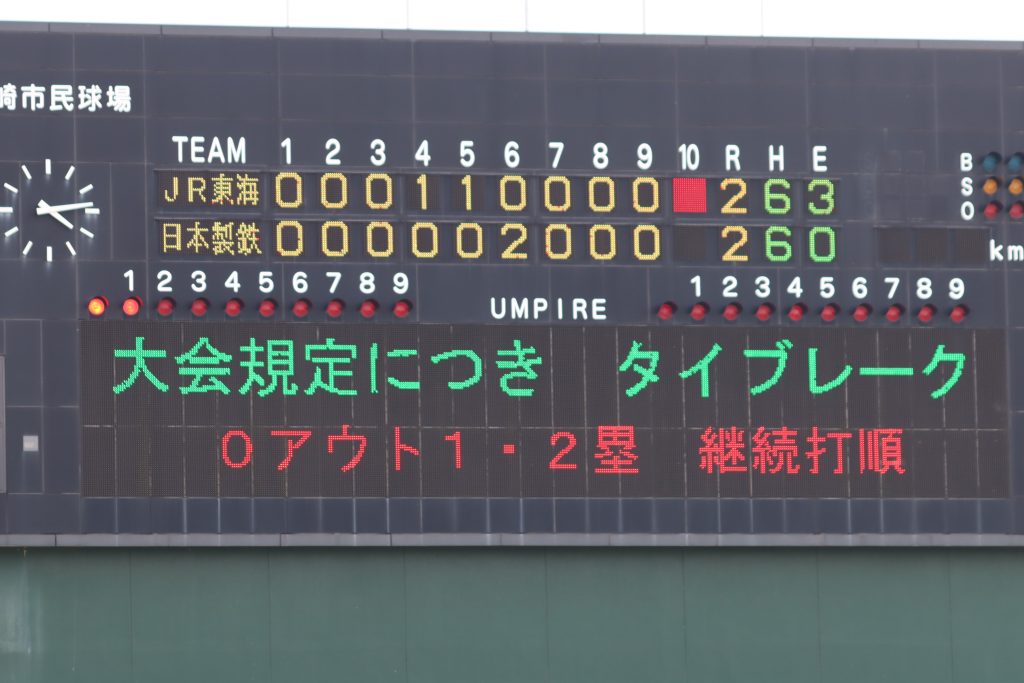 崎市民球場
TEAM 1 2 3 4 5 6 7 8 9 10 R H E
JR東海 0 0 0 1 1 0 0 0 0 2 6 3
日本製鉄 0 0 0 0 0 2 0 0 0 2 6 0
B
S
O
km
1 2 3 4 5 6 7 8 9 UMPIRE 1 2 3 4 5 6 7 8 9
大会規定につき タイブレーク
0アウト1・2塁 継続打順